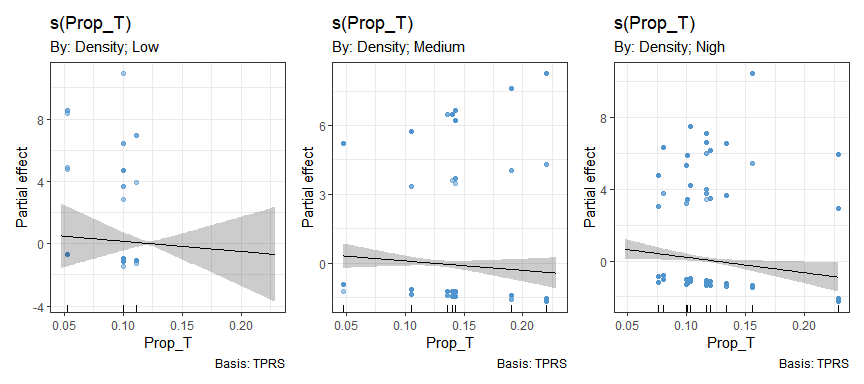 s(Prop_T)
By: Density; Low
Partial effect
8
4
0
-4
0.05
0.10
0.15
0.20
Prop_T
Basis: TPRS
s(Prop_T)
By: Density; Medium
Partial effect
6
3
0
0.05
0.10
0.15
0.20
Prop_T
Basis: TPRS
s(Prop_T)
By: Density; Nigh
Partial effect
8
4
0
0.05
0.10
0.15
0.20
Prop_T
Basis: TPRS